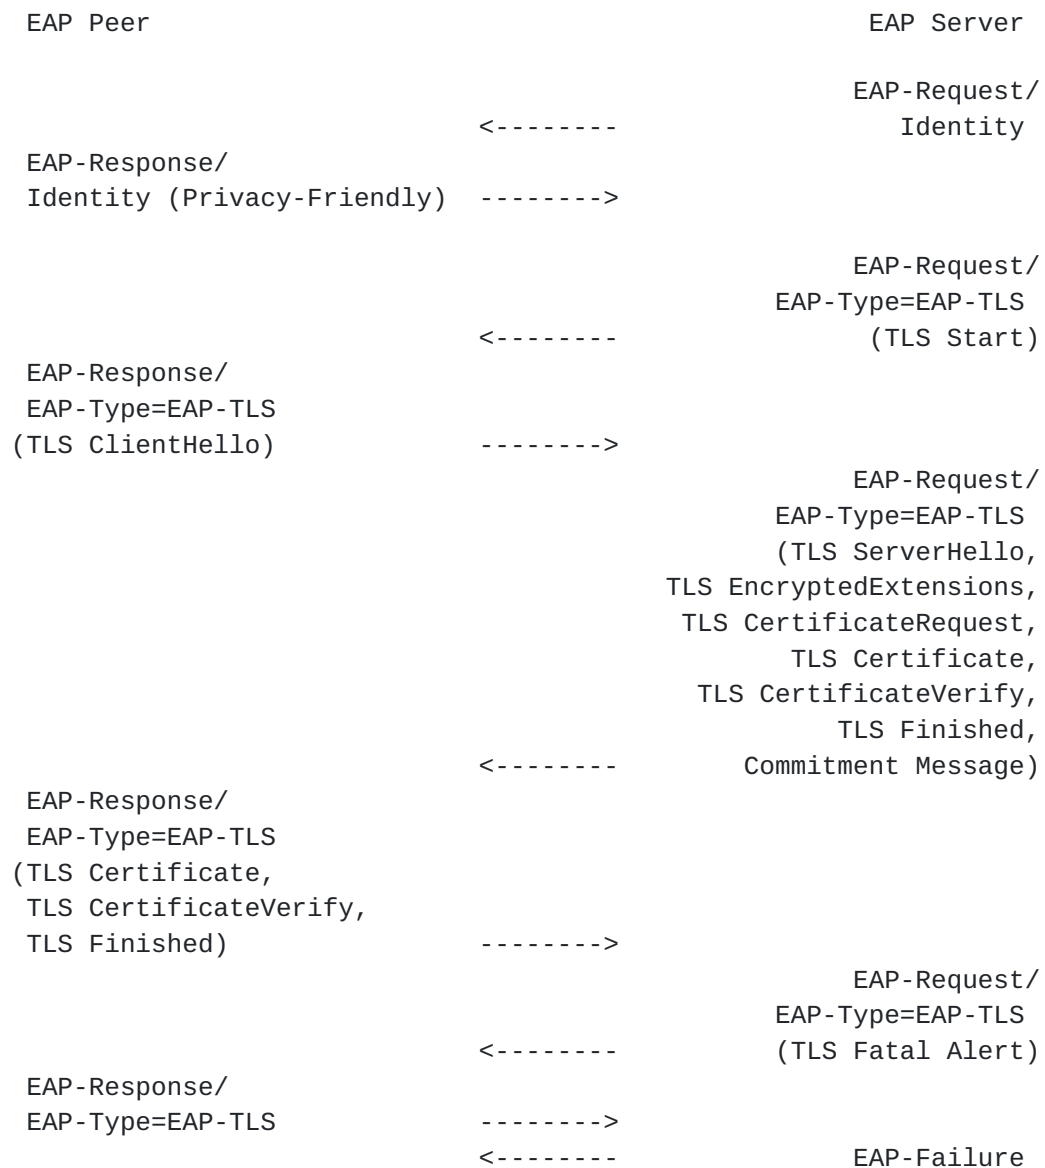 EAP Peer                                              EAP Server

                                                     EAP-Request/
                              <--------                  Identity
 EAP-Response/
 Identity (Privacy-Friendly)  -------->

                                                     EAP-Request/
                                                EAP-Type=EAP-TLS
                              <--------                (TLS Start)
 EAP-Response/
 EAP-Type=EAP-TLS
(TLS ClientHello)             -------->
                                                     EAP-Request/
                                                EAP-Type=EAP-TLS
                                                 (TLS ServerHello,
                                          TLS EncryptedExtensions,
                                           TLS CertificateRequest,
                                                  TLS Certificate,
                                            TLS CertificateVerify,
                                                     TLS Finished,
                              <--------        Commitment Message)
 EAP-Response/
 EAP-Type=EAP-TLS
(TLS Certificate,
 TLS CertificateVerify,
 TLS Finished)                -------->
                                                     EAP-Request/
                                                EAP-Type=EAP-TLS
                              <--------          (TLS Fatal Alert)
 EAP-Response/
 EAP-Type=EAP-TLS             -------->
                              <--------               EAP-Failure